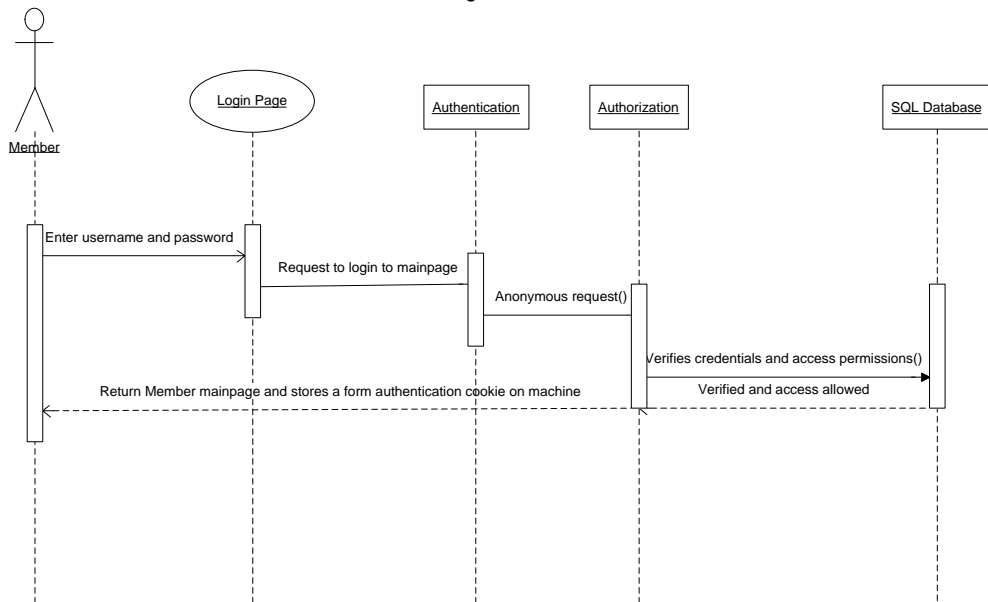 Login Page
Authentication
Authorization
SQL Database
Member
Enter username and password
Request to login to mainpage
Anonymous request()
Verifies credentials and access permissions()
Verified and access allowed
Return Member mainpage and stores a form authentication cookie on machine